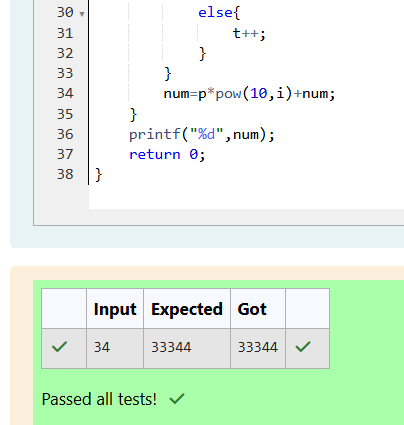 30 else{
31 t++;
32 }
33 }
34 num=p*pow(10,i)+num;
35 }
36 printf("%d",num);
37 return 0;
38 }
Input Expected Got
34 33344 33344
Passed all tests!